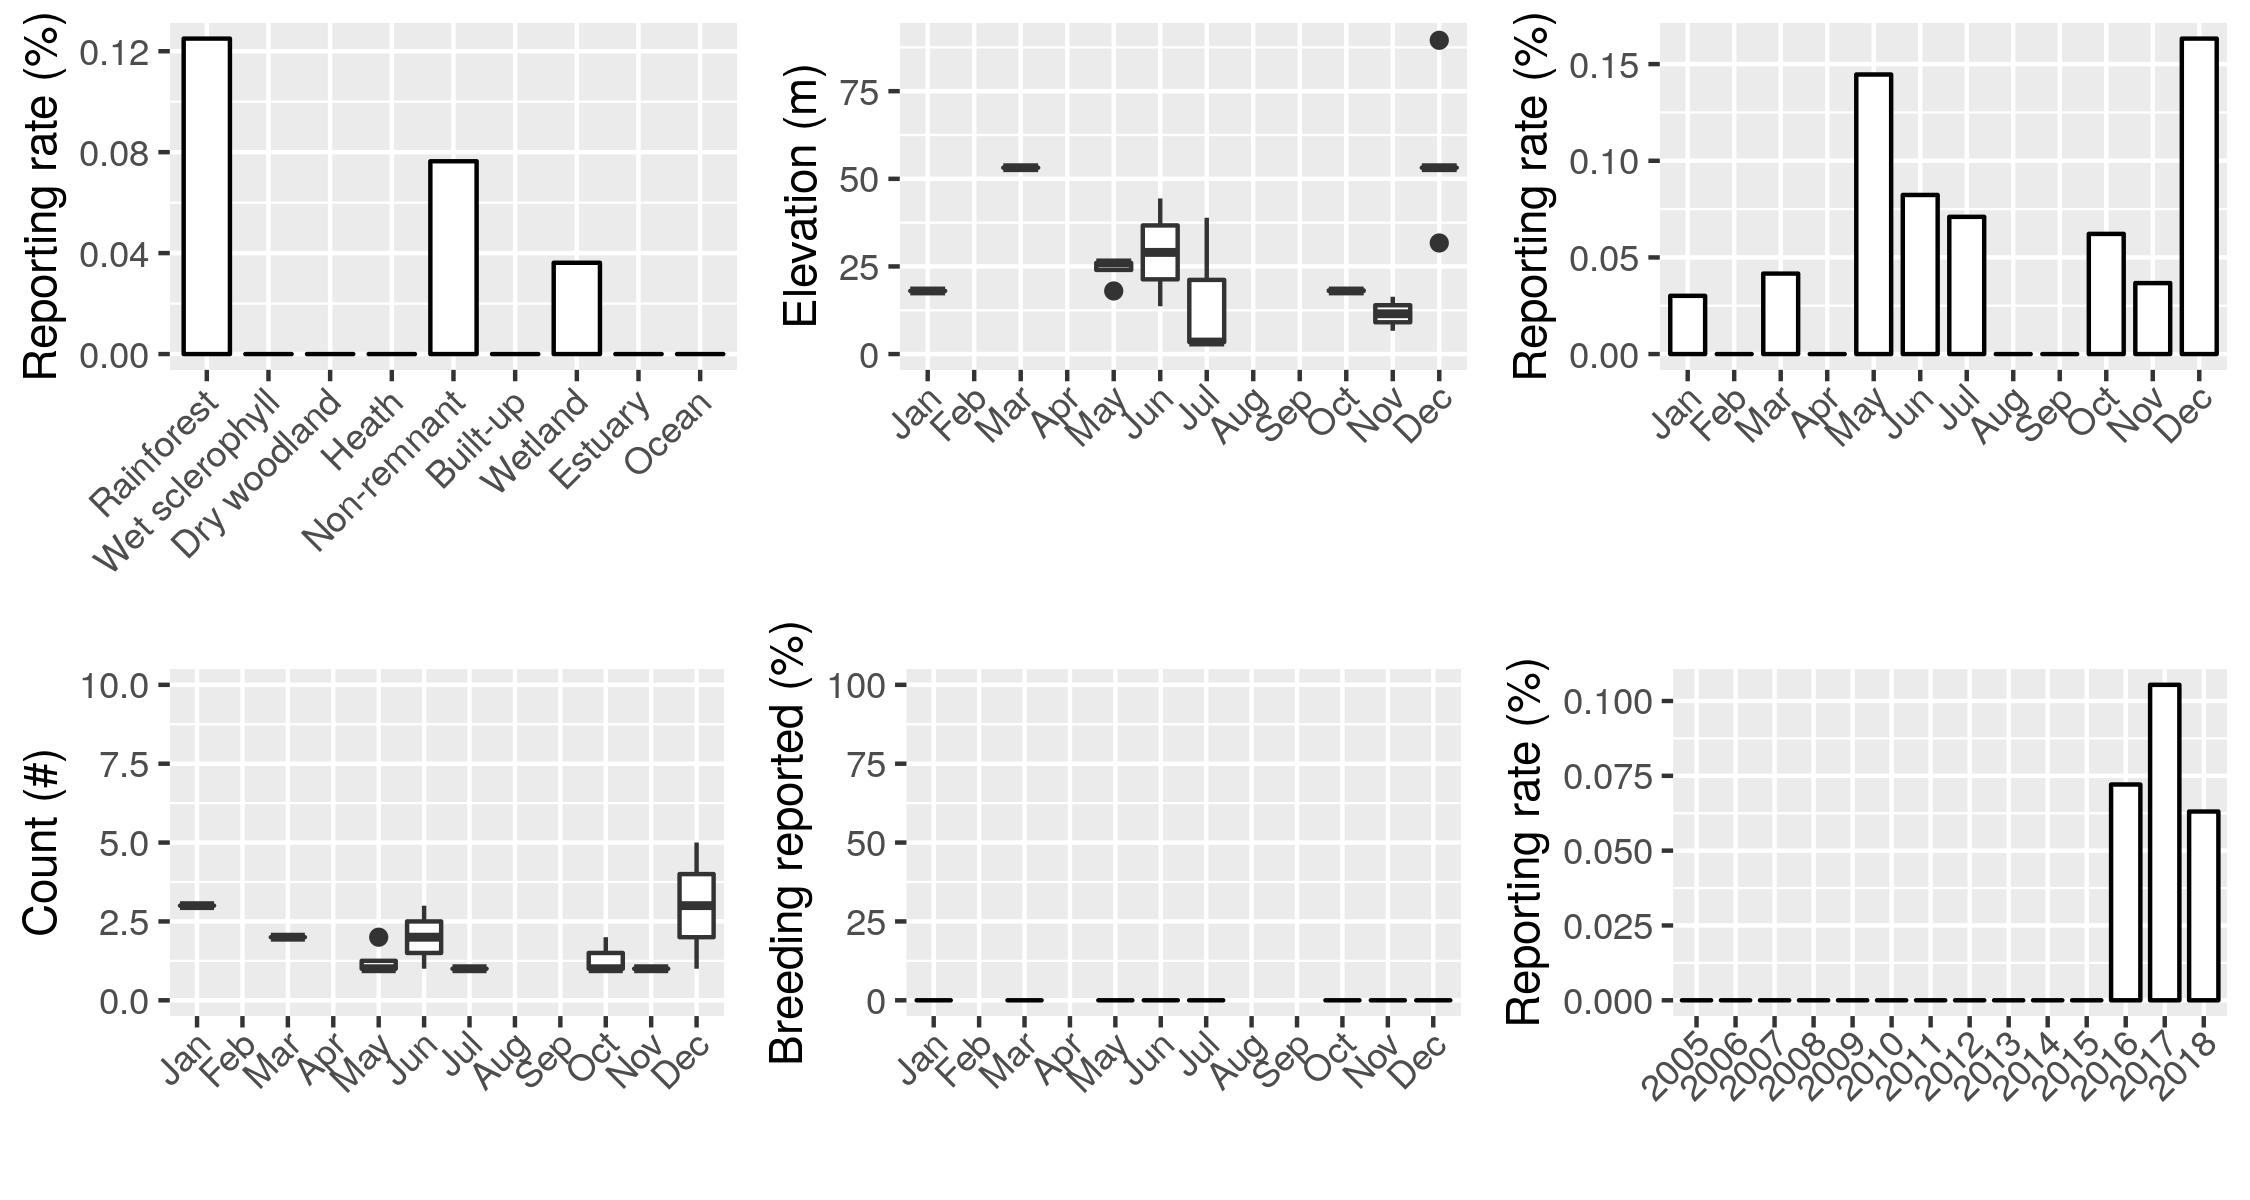 Reporting rate (%)
0.12
0.08
0.04
0.00
Rainforest
Wet sclerophyll
Dry woodland
Heath
Non-remnant
Built-up
Wetland
Estuary
Ocean
Elevation (m)
75
50
25
0
Jan
Feb
Mar
Apr
May
Jun
Jul
Aug
Sep
Oct
Nov
Dec
Reporting rate (%)
0.15
0.10
0.05
0.00
Jan
Feb
Mar
Apr
May
Jun
Jul
Aug
Sep
Oct
Nov
Dec
Count (#)
10.0
7.5
5.0
2.5
0.0
Jan
Feb
Mar
Apr
May
Jun
Jul
Aug
Sep
Oct
Nov
Dec
Breeding reported (%)
100
75
50
25
0
Jan
Feb
Mar
Apr
May
Jun
Jul
Aug
Sep
Oct
Nov
Dec
Reporting rate (%)
0.100
0.075
0.050
0.025
0.000
2005
2006
2007
2008
2009
2010
2011
2012
2013
2014
2015
2016
2017
2018